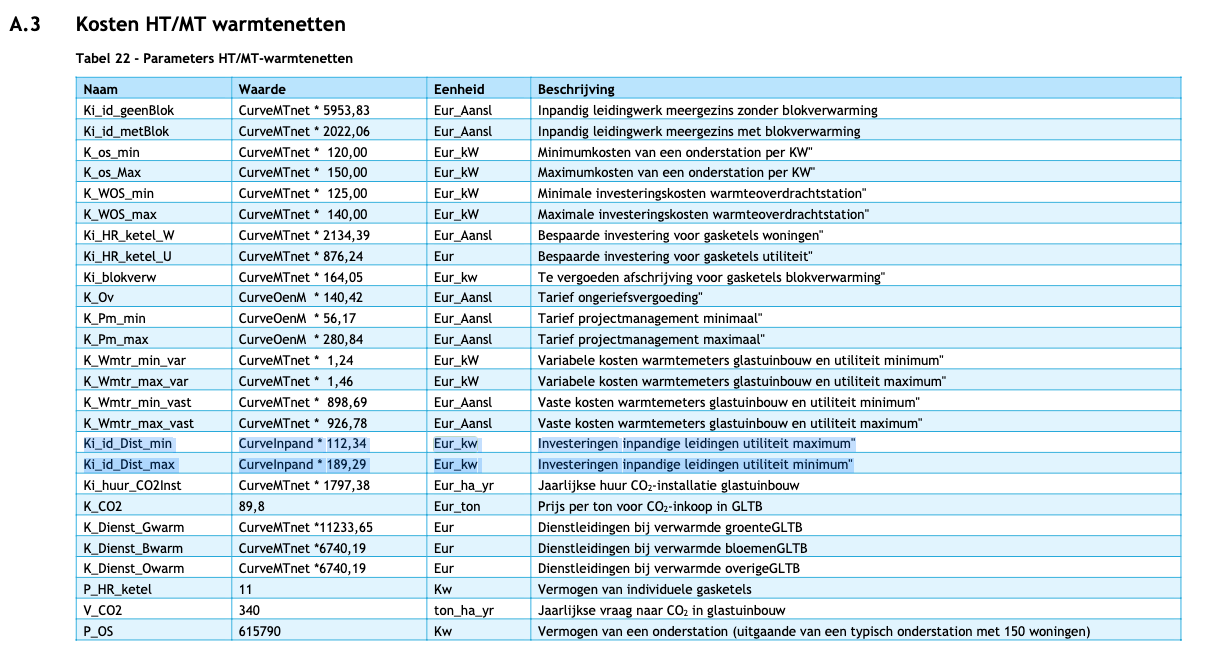 A.3 Kosten HT/MT warmtenetten
Tabel 22 - Parameters HT/MT-warmtenetten
Naam Waarde Eenheid Beschrijving
Ki_id_geenBlok CurveMTnet * 5953,83 Eur_Aansl Inpandig leidingwerk meergezins zonder blokverwarming
Ki_id_metBlok CurveMTnet * 2022,06 Eur_Aansl Inpandig leidingwerk meergezins met blokverwarming
K_os_min CurveMTnet * 120,00 Eur_kW Minimumkosten van een onderstation per KW"
K_os_Max CurveMTnet * 150,00 Eur_kW Maximumkosten van een onderstation per KW"
K_WOS_min CurveMTnet * 125,00 Eur_kW Minimale investeringskosten warmteoverdrachtstation"
K_WOS_max CurveMTnet * 140,00 Eur_kW Maximale investeringskosten warmteoverdrachtstation"
Ki_HR_ketel_W CurveMTnet * 2134,39 Eur_Aansl Bespaarde investering voor gasketels woningen"
Ki_HR_ketel_U CurveMTnet * 876,24 Eur Bespaarde investering voor gasketels utiliteit"
Ki_blokverw CurveMTnet * 164,05 Eur_kw Te vergoeden afschrijving voor gasketels blokverwarming"
K_Ov CurveOenM * 140,42 Eur_Aansl Tarief ongeriefsvergoeding"
K_Pm_min CurveOenM * 56,17 Eur_Aansl Tarief projectmanagement minimaal"
K_Pm_max CurveOenM * 280,84 Eur_Aansl Tarief projectmanagement maximaal"
K_Wmtr_min_var CurveMTnet * 1,24 Eur_kW Variabele kosten warmtemeters glastuinbouw en utiliteit minimum"
K_Wmtr_max_var CurveMTnet * 1,46 Eur_kW Variabele kosten warmtemeters glastuinbouw en utiliteit maximum"
K_Wmtr_min_vast CurveMTnet * 898,69 Eur_Aansl Vaste kosten warmtemeters glastuinbouw en utiliteit minimum"
K_Wmtr_max_vast CurveMTnet * 926,78 Eur_Aansl Vaste kosten warmtemeters glastuinbouw en utiliteit maximum"
Ki_id_Dist_min CurveInpand * 112,34 Eur_kw Investeringen inpandige leidingen utiliteit maximum"
Ki_id_Dist_max CurveInpand * 189,29 Eur_kw Investeringen inpandige leidingen utiliteit minimum"
Ki_huur_CO2Inst CurveMTnet * 1797,38 Eur_ha_yr Jaarlijkse huur CO₂-installatie glastuinbouw
K_CO2 89,8 Eur_ton Prijs per ton voor CO₂-inkoop in GLTB
K_Dienst_Gwarm CurveMTnet *11233,65 Eur Dienstleidingen bij verwarmde groenteGLTB
K_Dienst_Bwarm CurveMTnet *6740,19 Eur Dienstleidingen bij verwarmde bloemenGLTB
K_Dienst_Owarm CurveMTnet *6740,19 Eur Dienstleidingen bij verwarmde overigeGLTB
P_HR_ketel 11 Kw Vermogen van individuele gasketels
V_CO2 340 ton_ha_yr Jaarlijkse vraag naar CO₂ in glastuinbouw
P_OS 615790 Kw Vermogen van een onderstation (uitgaande van een typisch onderstation met 150 woningen)